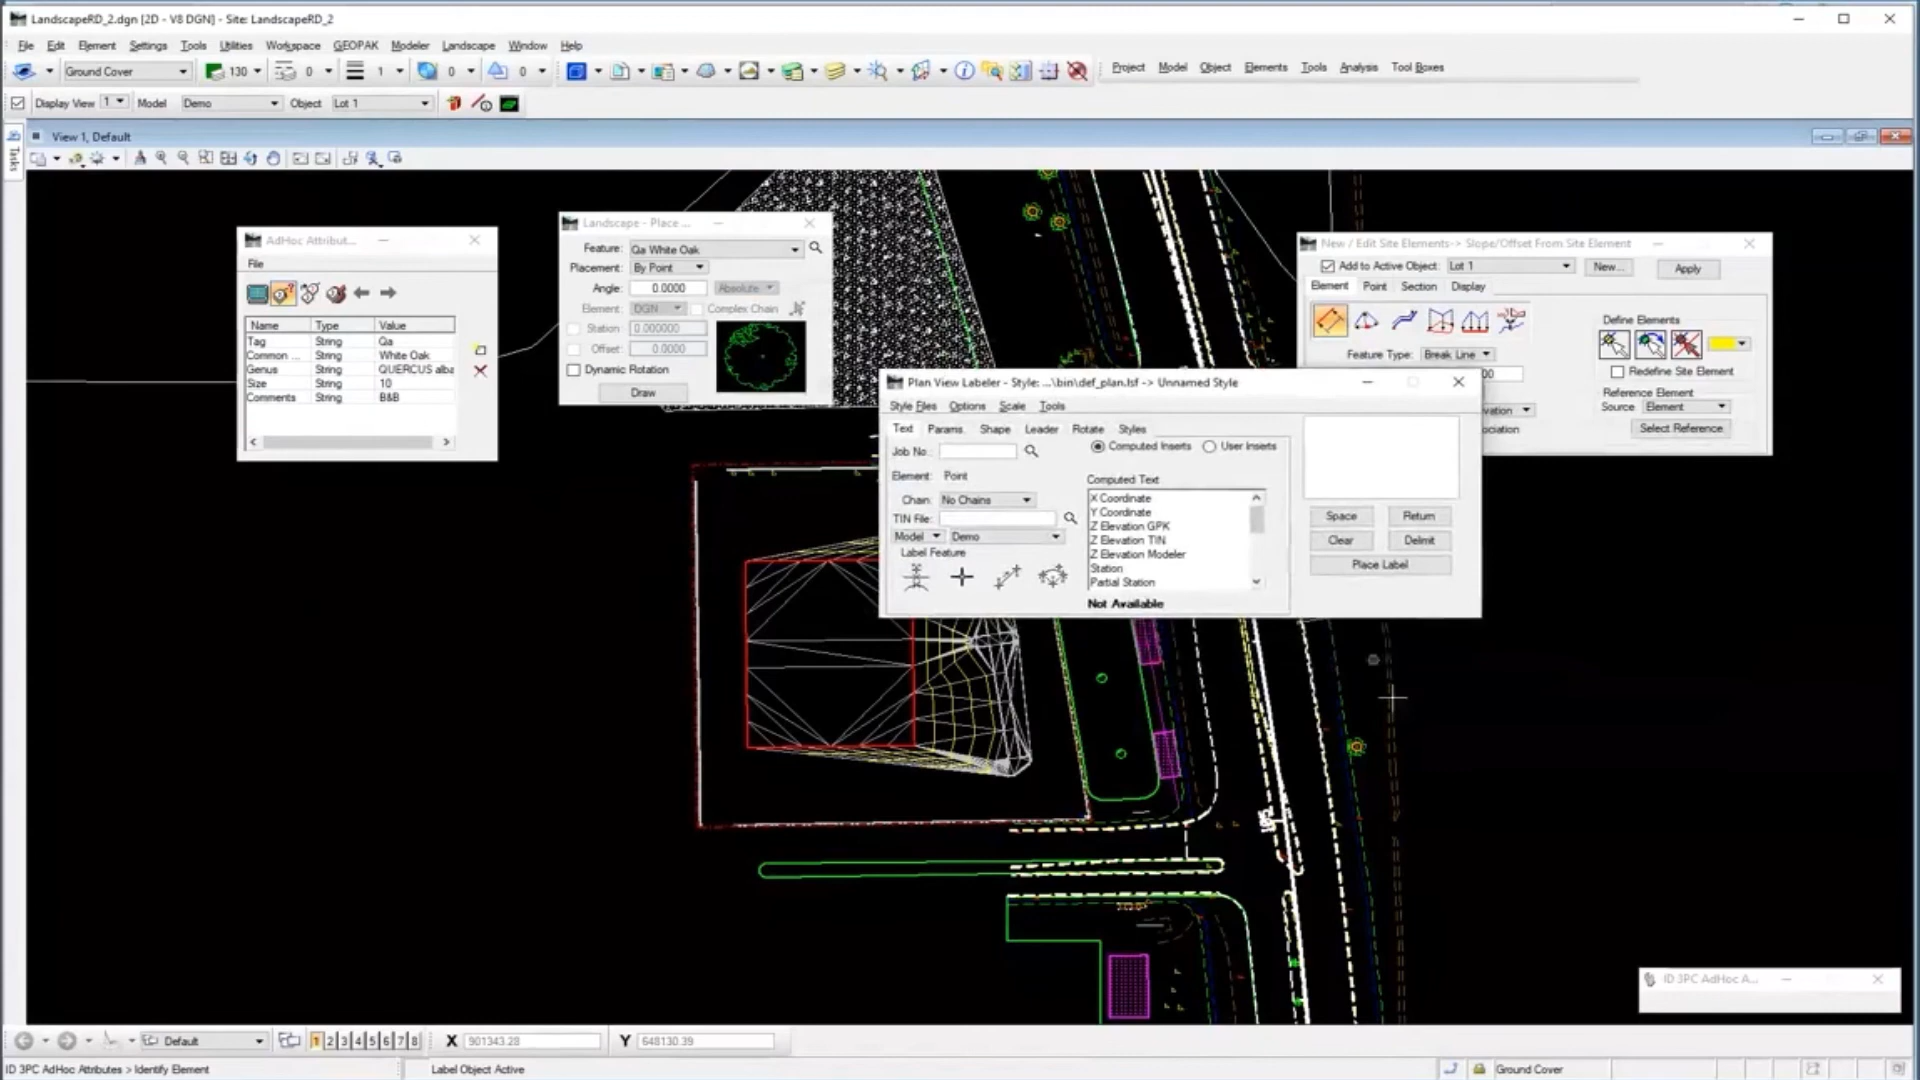 LandscapeRD_2.dgn [2D - V8 DGN] - Site: LandscapeRD_2
File Edit Element Settings Tools Utilities Workspace GEOPAK Modeler Landscape Window Help
Ground Cover 130 0 1 0 0 Project Model Object Elements Tools Analysis Tool Boxes
Display View 1 Model Demo Object Lot 1
Tasks
View 1, Default
AdHoc Attribut...
File
Name Type Value
Tag String Qa
Common ... String White Oak
Genus String QUERCUS alba
Size String 10
Comments String B&B
Landscape - Place ...
Feature: Qa White Oak
Placement: By Point
Angle: 0.0000 Absolute
Element: DGN Complex Chain
Station 0.000000
Offset: 0.0000
Dynamic Rotation
Draw
New / Edit Site Elements-> Slope/Offset From Site Element
Add to Active Object: Lot 1 New... Apply
Element Point Section Display
Define Elements
Feature Type: Break Line
Redefine Site Element
Reference Element
Source Element
Select Reference
Plan View Labeler - Style: ...\bin\def_plan.lsf -> Unnamed Style
Style Files Options Scale Tools
Text Params Shape Leader Rotate Styles
Job No.: Computed Inserts User Inserts
Element: Point
Computed Text
Chain: No Chains
TIN File:
Model Demo
Label Feature
X Coordinate
Y Coordinate
Z Elevation GPK
Z Elevation TIN
Z Elevation Modeler
Station
Partial Station
Not Available
Space Return
Clear Delimit
Place Label
ID 3PC AdHoc A...
Default 1 2 3 4 5 6 7 8 X 901343.28 Y 648130.39
ID 3PC AdHoc Attributes > Identify Element Label Object Active Ground Cover